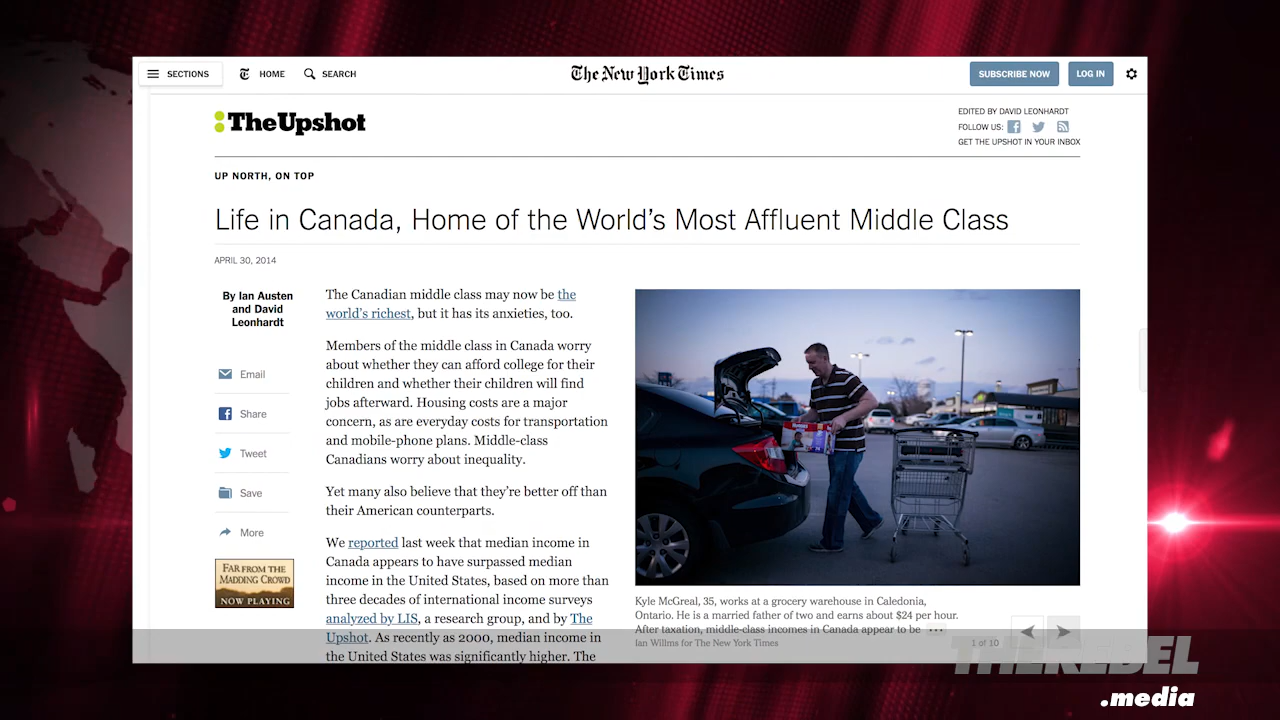 SECTIONS HOME SEARCH The New York Times SUBSCRIBE NOW LOG IN
TheUpshot
EDITED BY DAVID LEONHARDT
FOLLOW US:
GET THE UPSHOT IN YOUR INBOX
UP NORTH, ON TOP
Life in Canada, Home of the World's Most Affluent Middle Class
APRIL 30, 2014
By Ian Austen
and David
Leonhardt
Email
Share
Tweet
Save
More
FAR FROM THE
MADDING CROWD
NOW PLAYING
The Canadian middle class may now be the
world's richest, but it has its anxieties, too.
Members of the middle class in Canada worry
about whether they can afford college for their
children and whether their children will find
jobs afterward. Housing costs are a major
concern, as are everyday costs for transportation
and mobile-phone plans. Middle-class
Canadians worry about inequality.
Yet many also believe that they're better off than
their American counterparts.
We reported last week that median income in
Canada appears to have surpassed median
income in the United States, based on more than
three decades of international income surveys
analyzed by LIS, a research group, and by The
Upshot. As recently as 2000, median income in
the United States was significantly higher. The
Kyle McGreal, 35, works at a grocery warehouse in Caledonia,
Ontario. He is a married father of two and earns about $24 per hour.
After taxation, middle-class incomes in Canada appear to be •••
Ian Willms for The New York Times
1 of 10
THEREBEL
.media